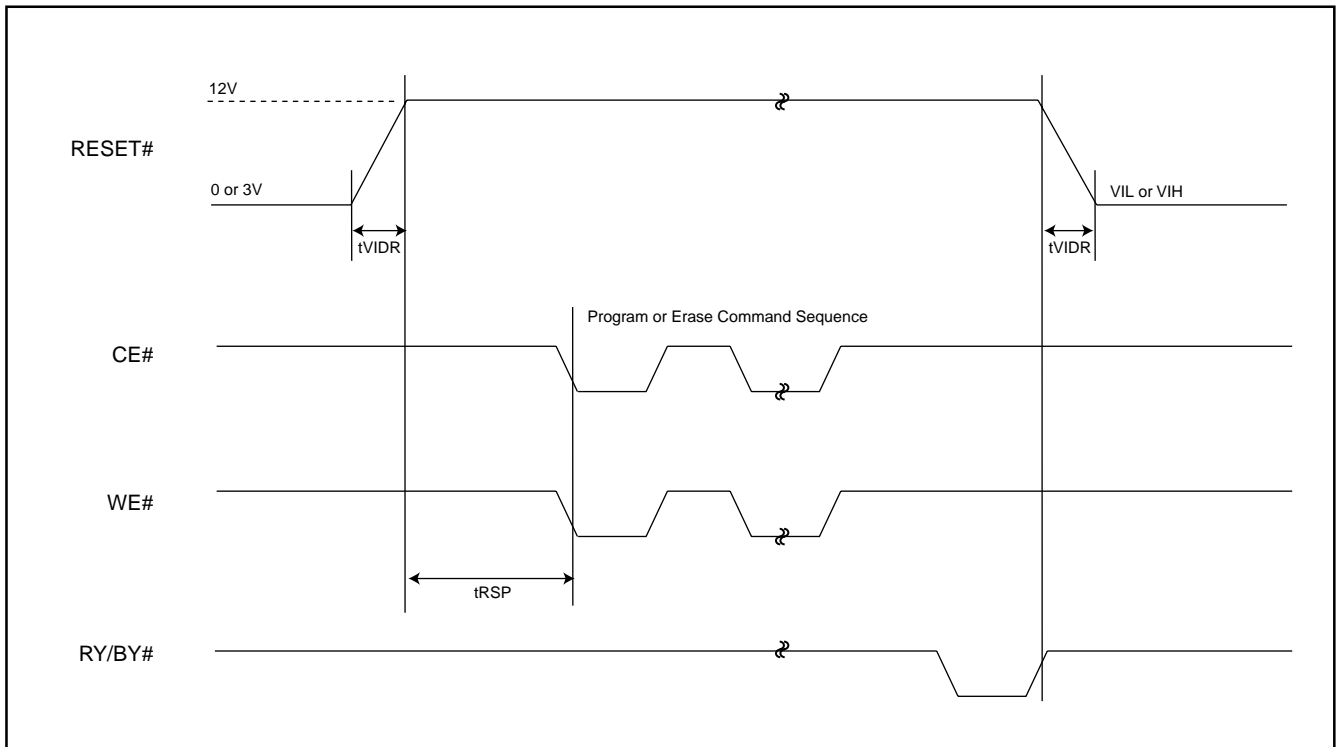 12V
RESET#
0 or 3V
VIL or VIH
tVIDR
tVIDR
Program or Erase Command Sequence
CE#
WE#
tRSP
RY/BY#